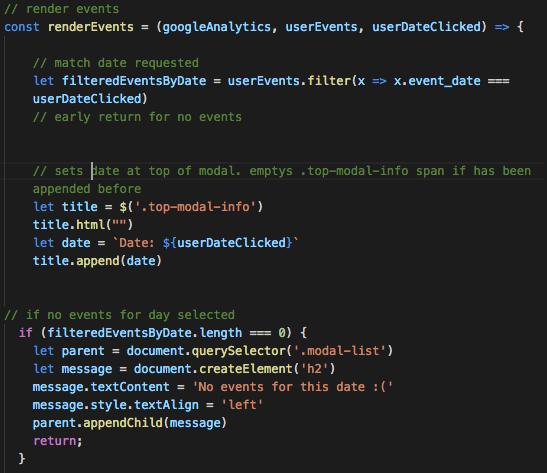 // render events
const renderEvents = (googleAnalytics, userEvents, userDateClicked) => {
// match date requested
let filteredEventsByDate = userEvents.filter(x => x.event_date ===
userDateClicked)
// early return for no events
// sets date at top of modal. emptys .top-modal-info span if has been
appended before
let title = $('.top-modal-info')
title.html("")
let date = `Date: ${userDateClicked}`
title.append(date)
// if no events for day selected
if (filteredEventsByDate.length === 0) {
let parent = document.querySelector('.modal-list')
let message = document.createElement('h2')
message.textContent = 'No events for this date :('
message.style.textAlign = 'left'
parent.appendChild(message)
return;
}